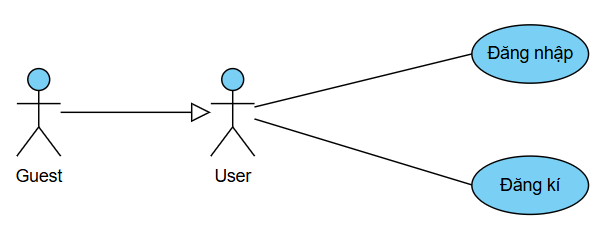 Đăng nhập
Guest
User
Đăng kí